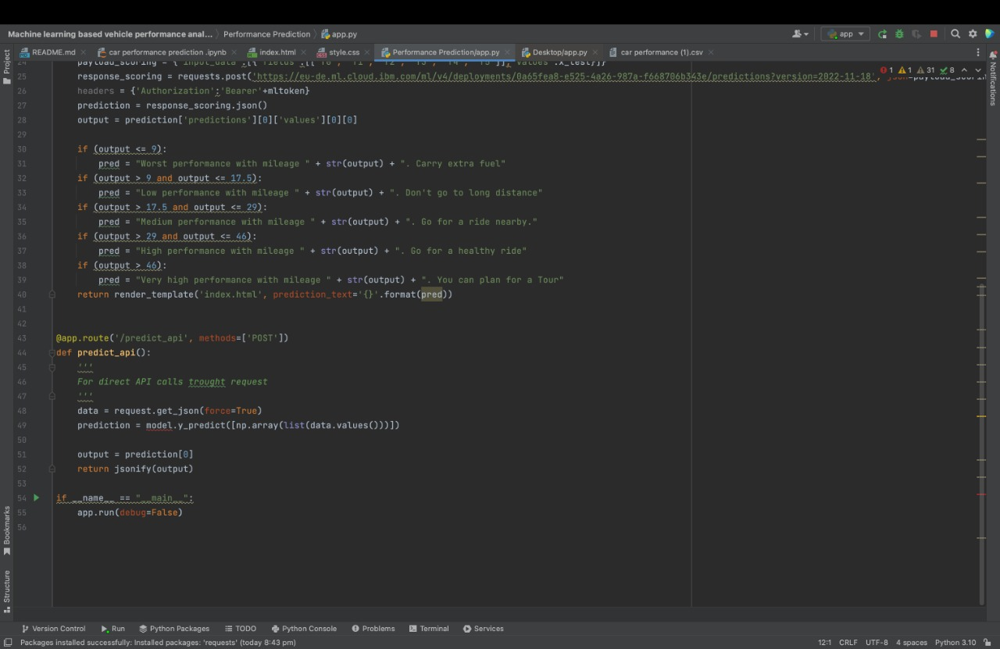 Machine learning based vehicle performance anal... 〉 Performance Prediction 〉 app.py
app
README.md
car performance prediction .ipynb
index.html
style.css
Performance Prediction/app.py
Desktop/app.py
car performance (1).csv
Project
Notifications
1 1 31 8
24 payload_scoring = {"input_data":
25 response_scoring = requests.post('https://eu-de.ml.cloud.ibm.com/ml/v4/deployments/0a65fea8-e525-4a26-987a-f668706b343e/predictions?version=2022-11-18', json=payload_scorin
26 headers = {'Authorization':'Bearer'+mltoken}
27 prediction = response_scoring.json()
28 output = prediction['predictions'][0]['values'][0][0]
29
30 if (output <= 9):
31 pred = "Worst performance with mileage " + str(output) + ". Carry extra fuel"
32 if (output > 9 and output <= 17.5):
33 pred = "Low performance with mileage " + str(output) + ". Don't go to long distance"
34 if (output > 17.5 and output <= 29):
35 pred = "Medium performance with mileage " + str(output) + ". Go for a ride nearby."
36 if (output > 29 and output <= 46):
37 pred = "High performance with mileage " + str(output) + ". Go for a healthy ride"
38 if (output > 46):
39 pred = "Very high performance with mileage " + str(output) + ". You can plan for a Tour"
40 return render_template('index.html', prediction_text='{}'.format(pred))
41
42
43 @app.route('/predict_api', methods=['POST'])
44 def predict_api():
45 '''
46 For direct API calls trought request
47 '''
48 data = request.get_json(force=True)
49 prediction = model.y_predict([np.array(list(data.values()))])
50
51 output = prediction[0]
52 return jsonify(output)
53
54 if __name__ == "__main__":
55 app.run(debug=False)
56
Bookmarks
Structure
Version Control
Run
Python Packages
TODO
Python Console
Problems
Terminal
Services
Packages installed successfully: Installed packages: 'requests' (today 8:43 pm)
12:1 CRLF UTF-8 4 spaces Python 3.10